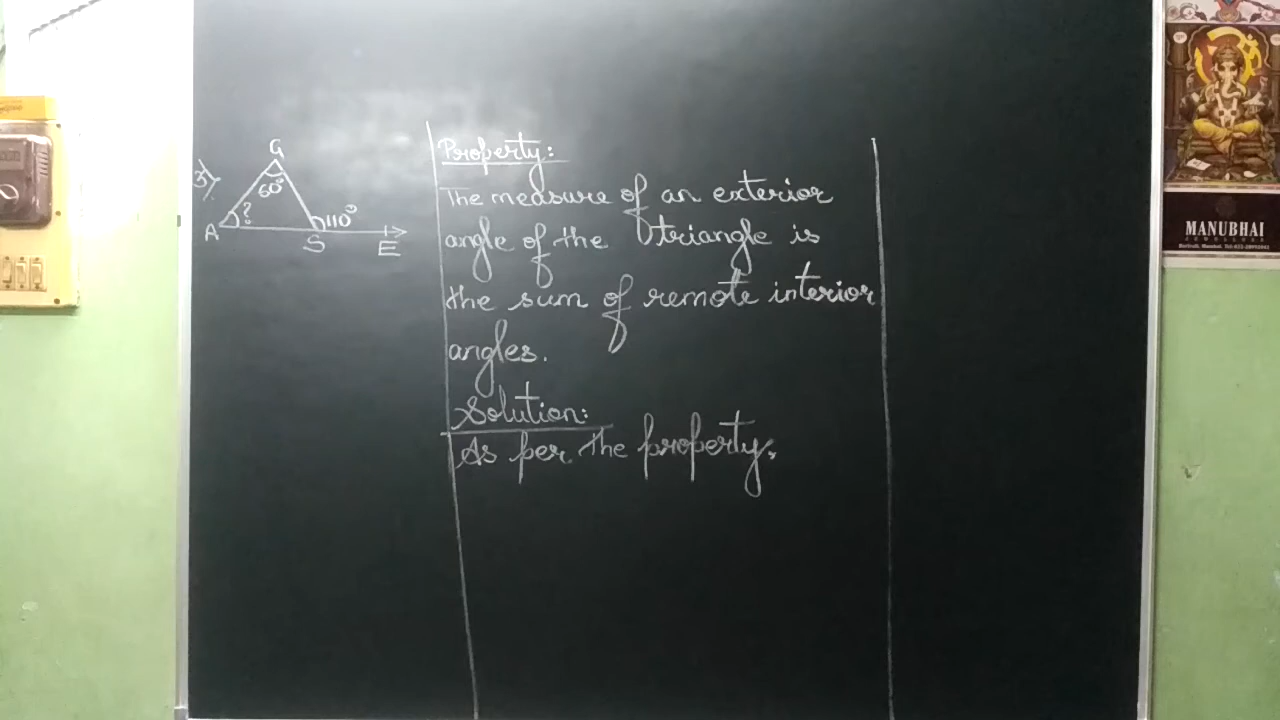 3)
G
60°
?
110°
A
S
E
Property:
The measure of an exterior
angle of the triangle is
the sum of remote interior
angles.
Solution:
As per the property,
MANUBHAI
JEWELLERS